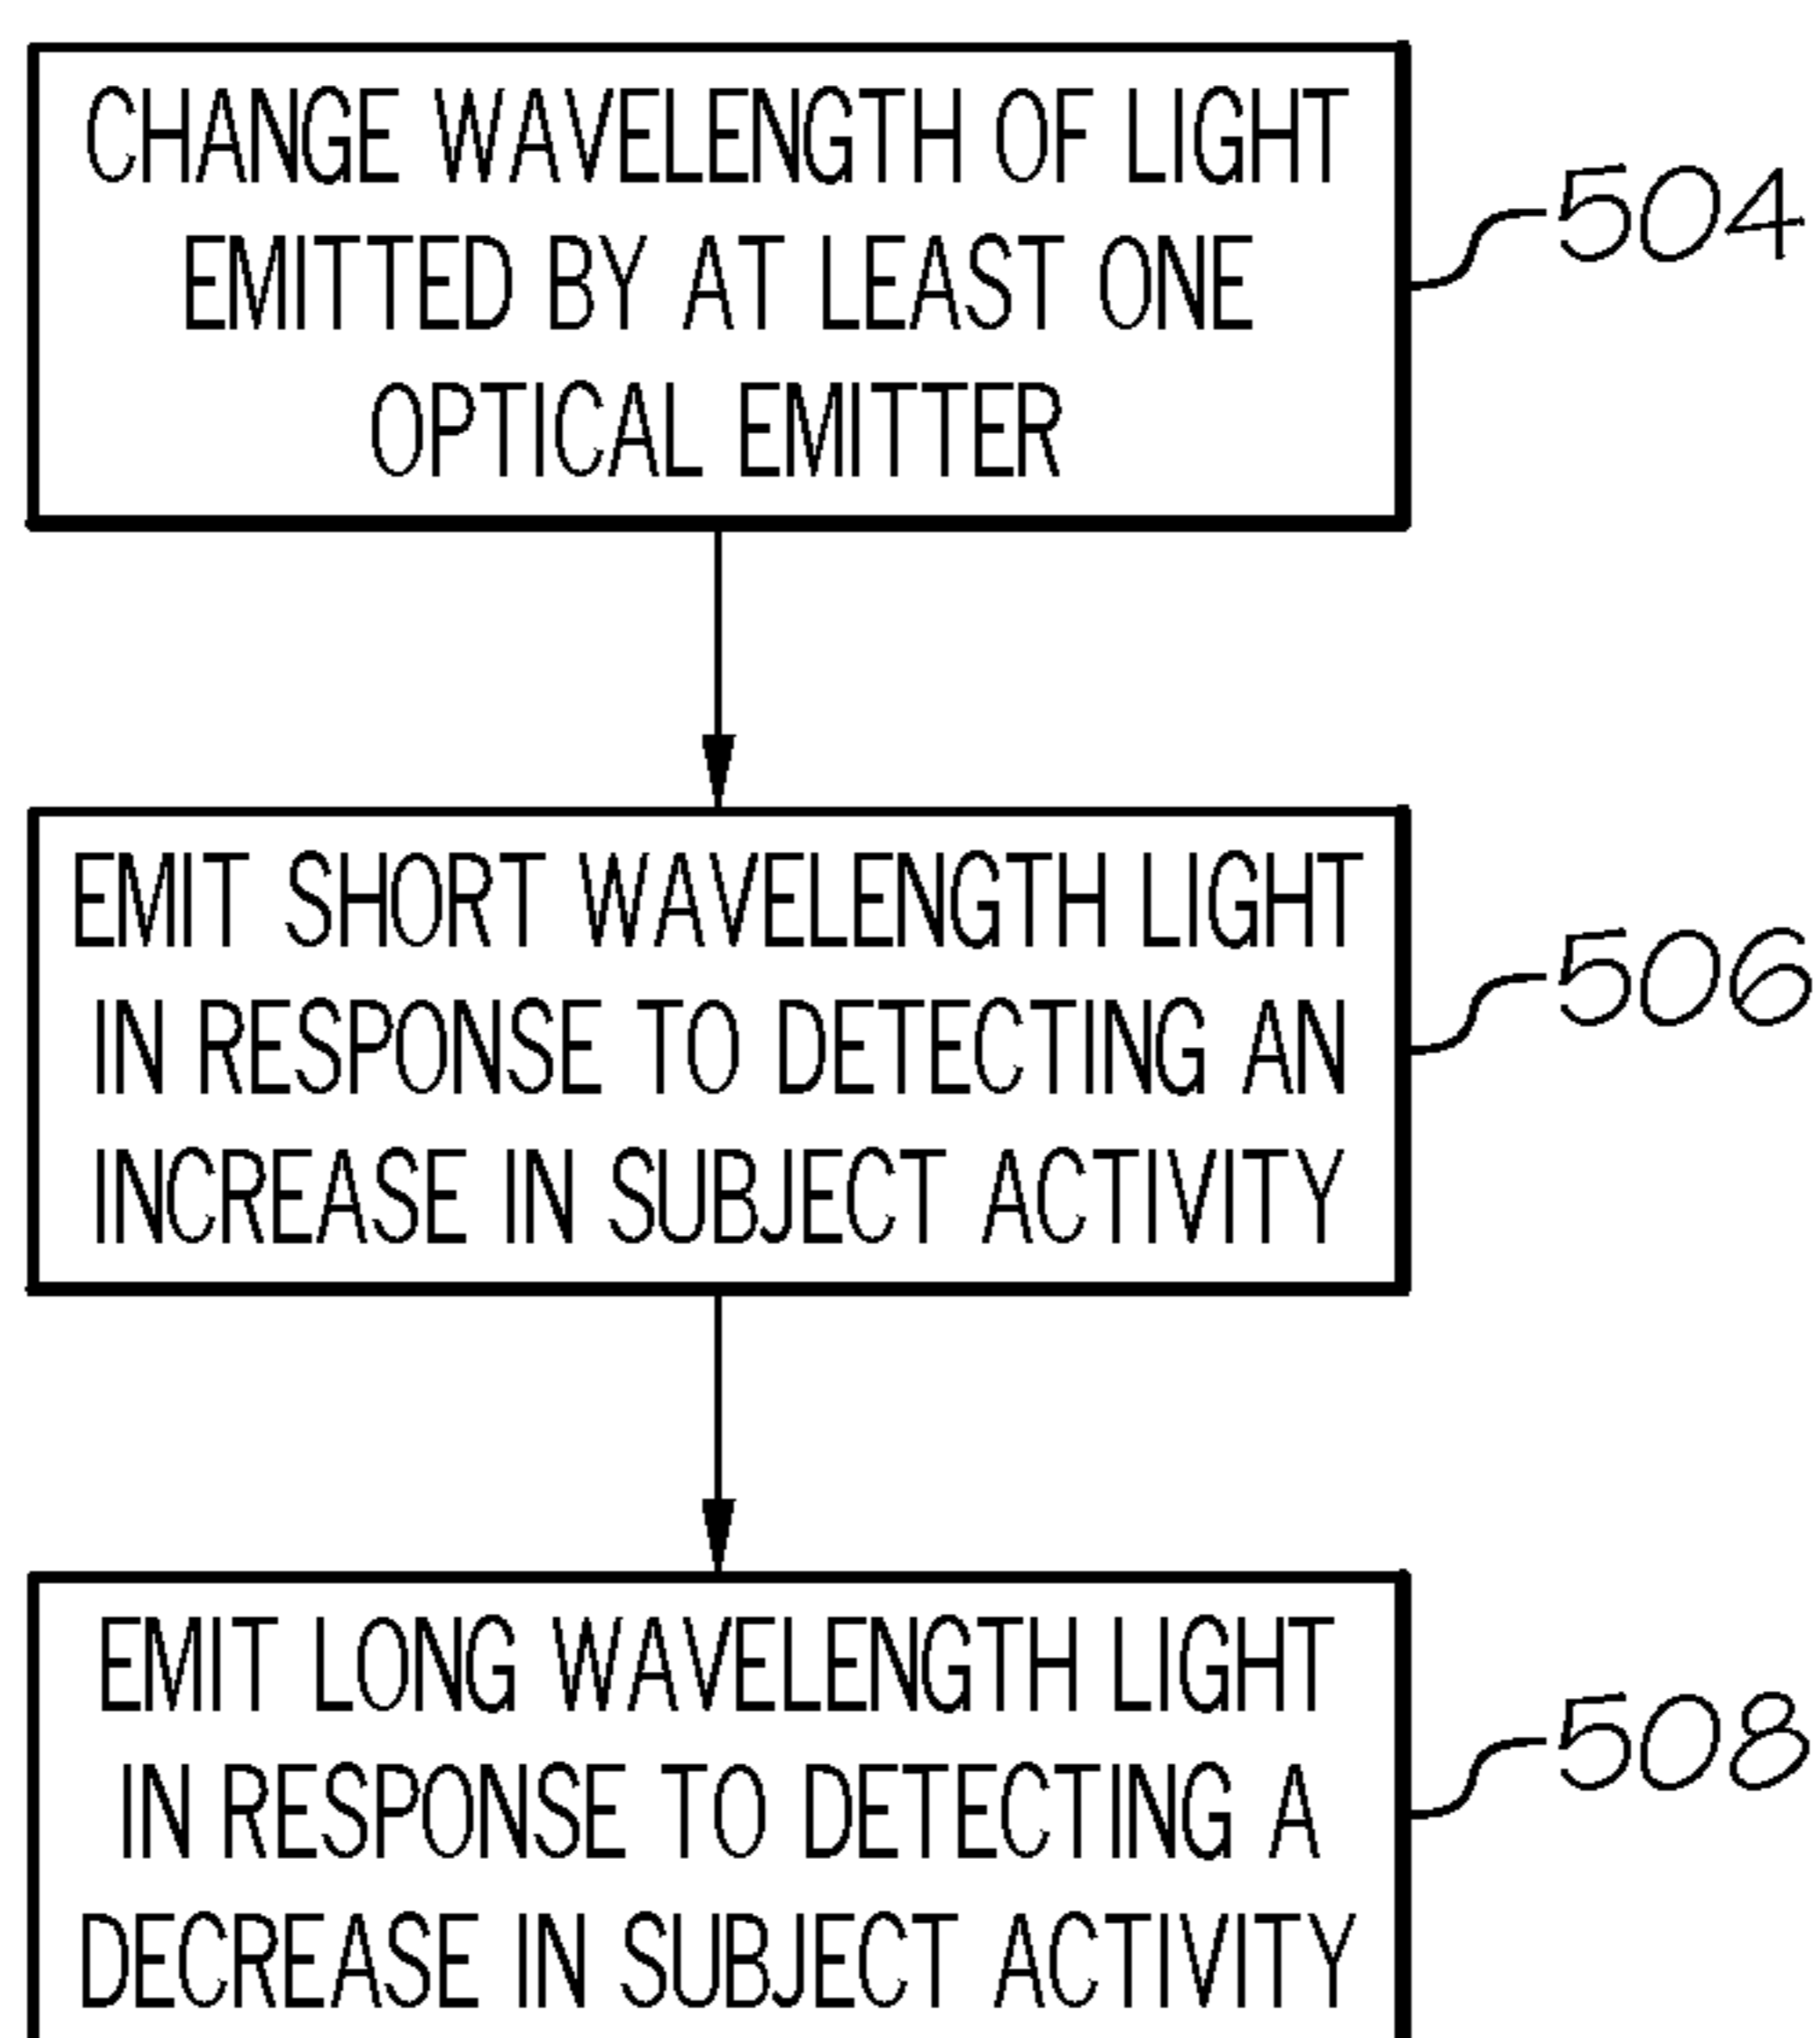 CHANGE WAVELENGTH OF LIGHT
EMITTED BY AT LEAST ONE
OPTICAL EMITTER
504
EMIT SHORT WAVELENGTH LIGHT
IN RESPONSE TO DETECTING AN
INCREASE IN SUBJECT ACTIVITY
506
EMIT LONG WAVELENGTH LIGHT
IN RESPONSE TO DETECTING A
DECREASE IN SUBJECT ACTIVITY
508